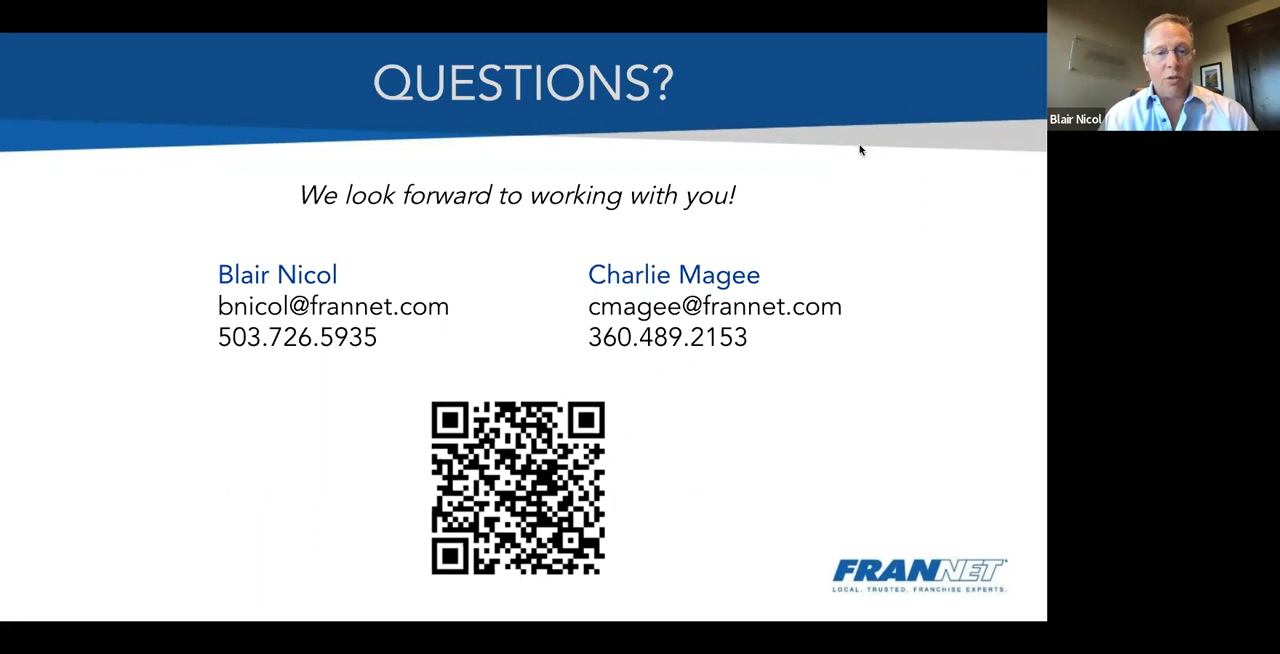 QUESTIONS?
Blair Nicol
We look forward to working with you!
Blair Nicol
bnicol@frannet.com
503.726.5935
Charlie Magee
cmagee@frannet.com
360.489.2153
FRANNET
LOCAL. TRUSTED. FRANCHISE EXPERTS.